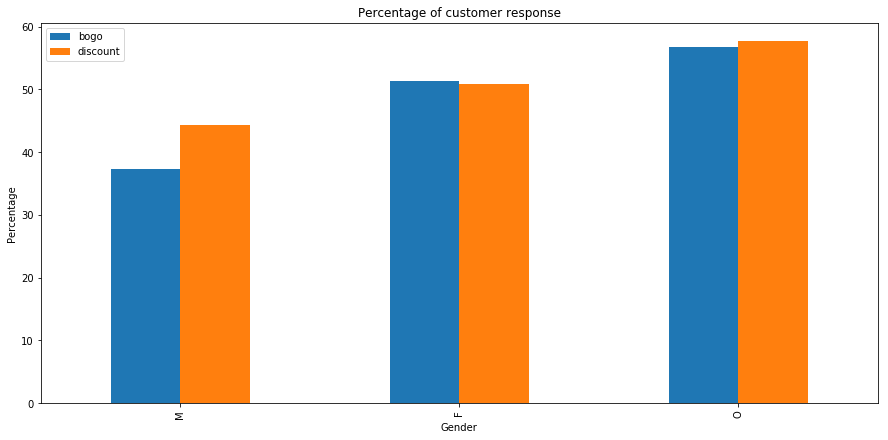 Percentage of customer response
bogo
discount
Percentage
60
50
40
30
20
10
0
M
F
O
Gender